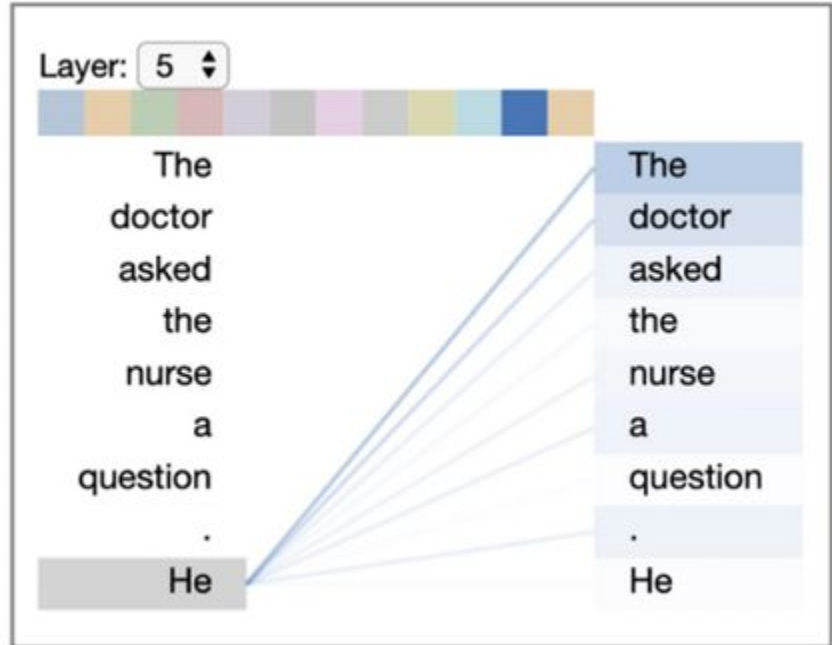 Layer: 5
The The
doctor doctor
asked asked
the the
nurse nurse
a a
question question
. .
He He